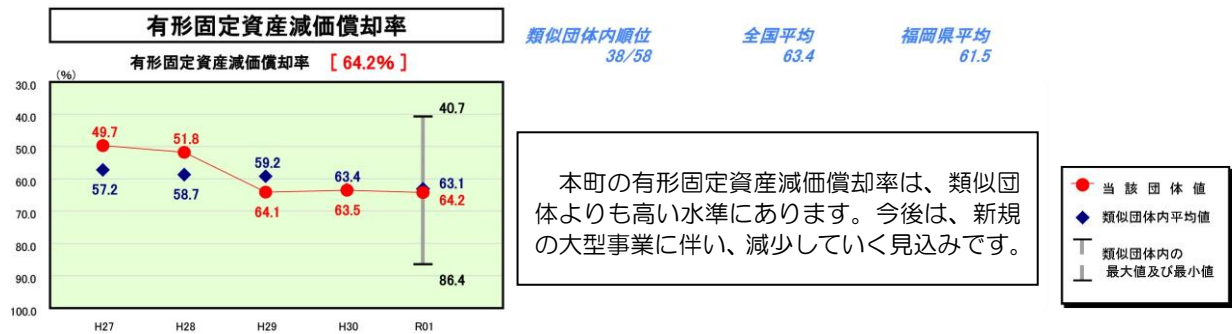 有形固定資産減価償却率
有形固定資産減価償却率 [ 64.2% ]
類似団体内順位
38/58
全国平均
63.4
福岡県平均
61.5
(%)
30.0
40.0
50.0
60.0
70.0
80.0
90.0
100.0
49.7
51.8
59.2
63.4
40.7
63.1
64.2
57.2
58.7
64.1
63.5
86.4
H27
H28
H29
H30
R01
本町の有形固定資産減価償却率は、類似団
体よりも高い水準にあります。今後は、新規
の大型事業に伴い、減少していく見込みです。
当該団体値
類似団体内平均値
類似団体内の
最大値及び最小値